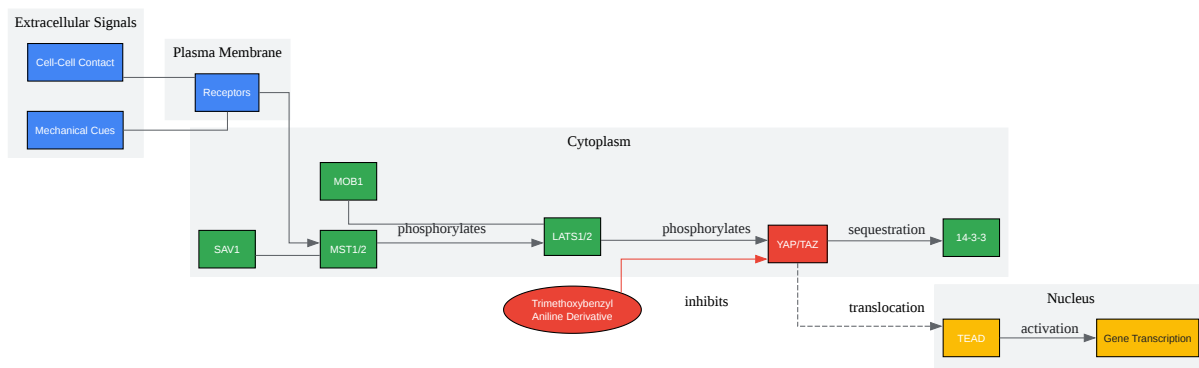 Extracellular Signals
Cell-Cell Contact
Mechanical Cues
Plasma Membrane
Receptors
Cytoplasm
MOB1
SAV1
MST1/2
phosphorylates
LATS1/2
phosphorylates
YAP/TAZ
sequestration
14-3-3
Trimethoxybenzyl
Aniline Derivative
inhibits
translocation
Nucleus
TEAD
activation
Gene Transcription